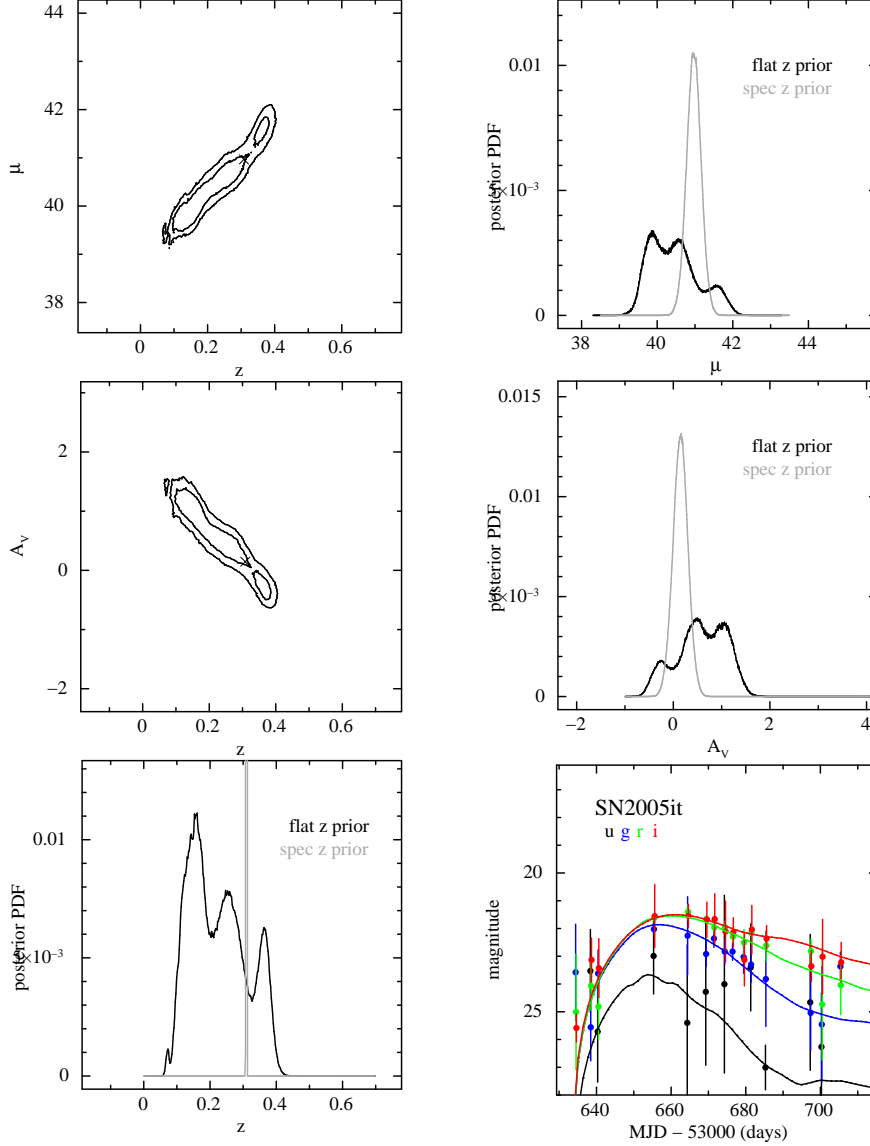 44
42
40
38
μ
0 0.2 0.4 0.6
z
0.01
5×10⁻³
0
posterior PDF
flat z prior
spec z prior
38 40 42 44
μ
2
0
−2
A_V
0 0.2 0.4 0.6
z
0.015
0.01
5×10⁻³
0
posterior PDF
flat z prior
spec z prior
−2 0 2 4
A_V
0.01
5×10⁻³
0
posterior PDF
flat z prior
spec z prior
0 0.2 0.4 0.6
z
SN2005it
u g r i
20
25
magnitude
640 660 680 700
MJD − 53000 (days)